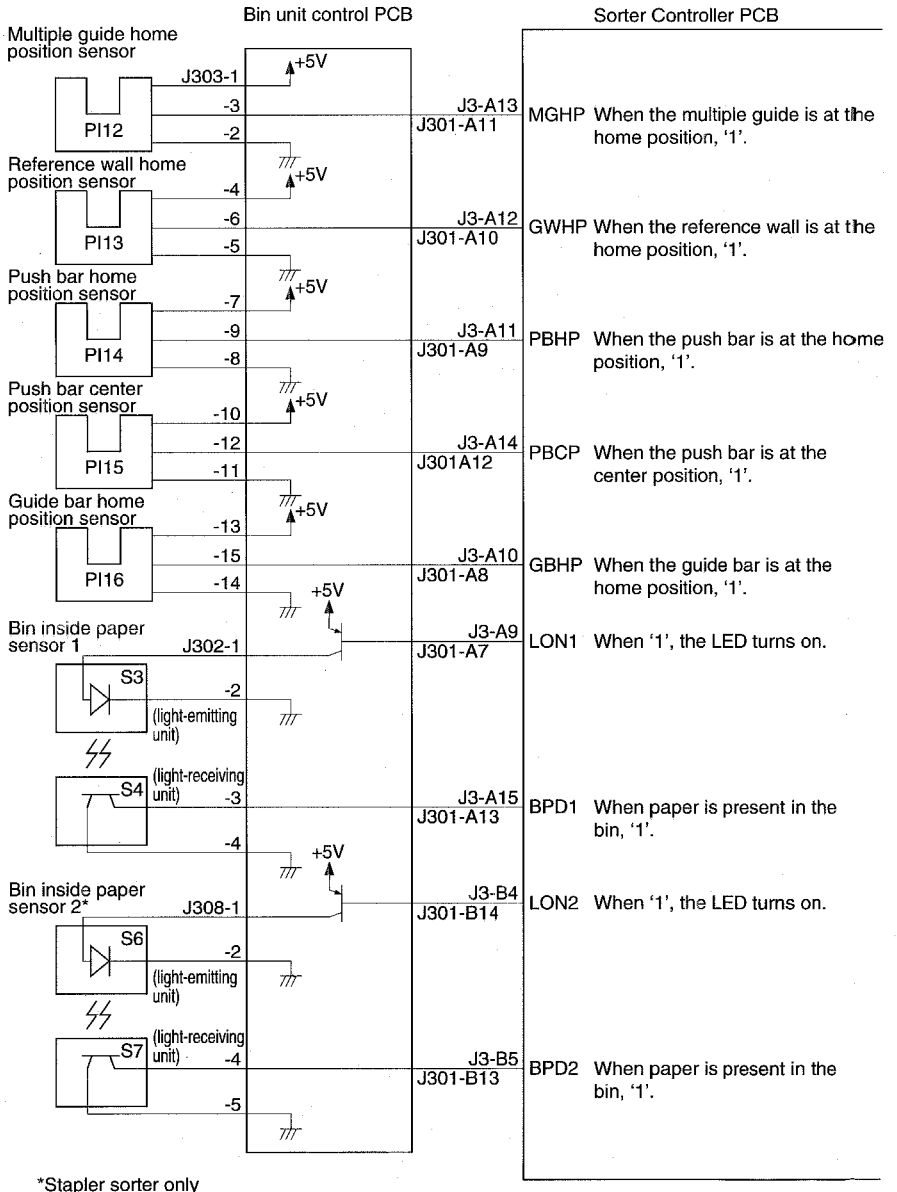 Bin unit control PCB
Sorter Controller PCB
Multiple guide home
position sensor
J303-1
+5V
-3
J3-A13
J301-A11
MGHP When the multiple guide is at the
home position, ‘1’.
PI12
-2
Reference wall home
position sensor
-4
+5V
-6
J3-A12
J301-A10
GWHP When the reference wall is at the
home position, ‘1’.
PI13
-5
Push bar home
position sensor
-7
+5V
-9
J3-A11
J301-A9
PBHP When the push bar is at the home
position, ‘1’.
PI14
-8
Push bar center
position sensor
-10
+5V
-12
J3-A14
J301A12
PBCP When the push bar is at the
center position, ‘1’.
PI15
-11
Guide bar home
position sensor
-13
+5V
-15
J3-A10
J301-A8
GBHP When the guide bar is at the
home position, ‘1’.
PI16
-14
+5V
Bin inside paper
sensor 1
J302-1
J3-A9
J301-A7
LON1 When ‘1’, the LED turns on.
S3
-2
(light-emitting
unit)
(light-receiving
unit)
S4
-3
J3-A15
J301-A13
BPD1 When paper is present in the
bin, ‘1’.
-4
+5V
Bin inside paper
sensor 2*
J308-1
J3-B4
J301-B14
LON2 When ‘1’, the LED turns on.
S6
-2
(light-emitting
unit)
(light-receiving
unit)
S7
-4
J3-B5
J301-B13
BPD2 When paper is present in the
bin, ‘1’.
-5
*Stapler sorter only